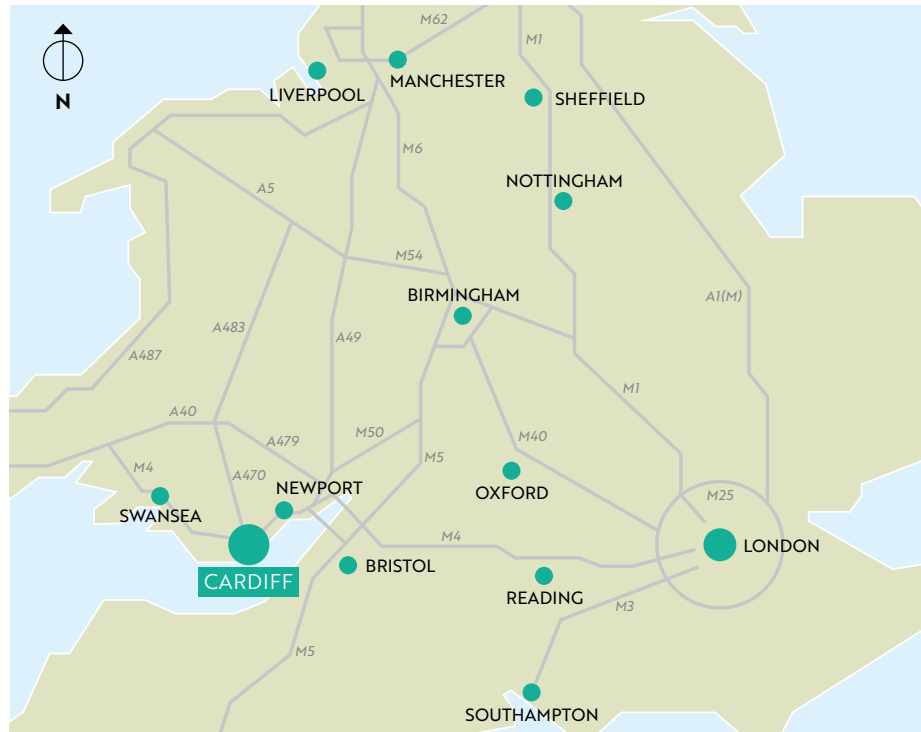 M62
M1
MANCHESTER
LIVERPOOL
SHEFFIELD
N
M6
A5
NOTTINGHAM
M54
BIRMINGHAM
A1(M)
A483
A49
A487
M1
A40
M50
A479
M40
M4
A470
M5
NEWPORT
OXFORD
M25
SWANSEA
M4
LONDON
BRISTOL
CARDIFF
READING
M3
M5
SOUTHAMPTON